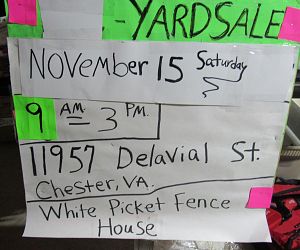 -YARDSALE
November 15 Saturday
9 AM. – 3 PM.
11957 Delavial St.
Chester, VA.
White Picket Fence
House